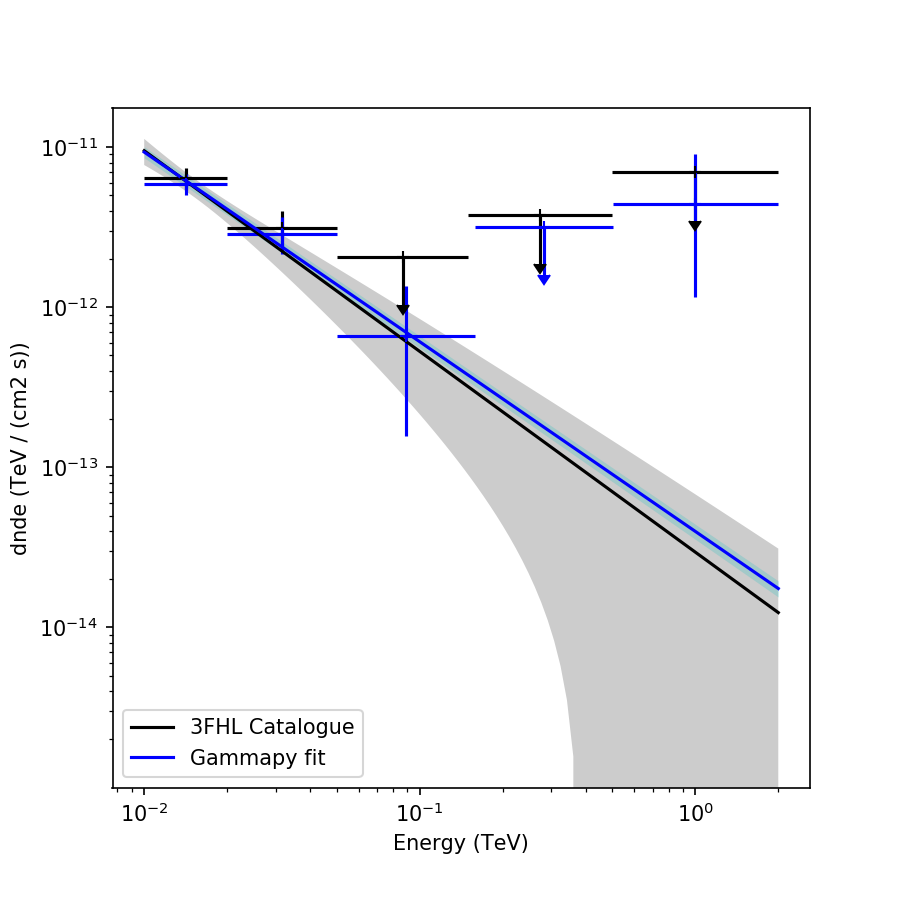 dnde (TeV / (cm2 s))
10⁻¹¹
10⁻¹²
10⁻¹³
10⁻¹⁴
3FHL Catalogue
Gammapy fit
10⁻² 10⁻¹ 10⁰
Energy (TeV)